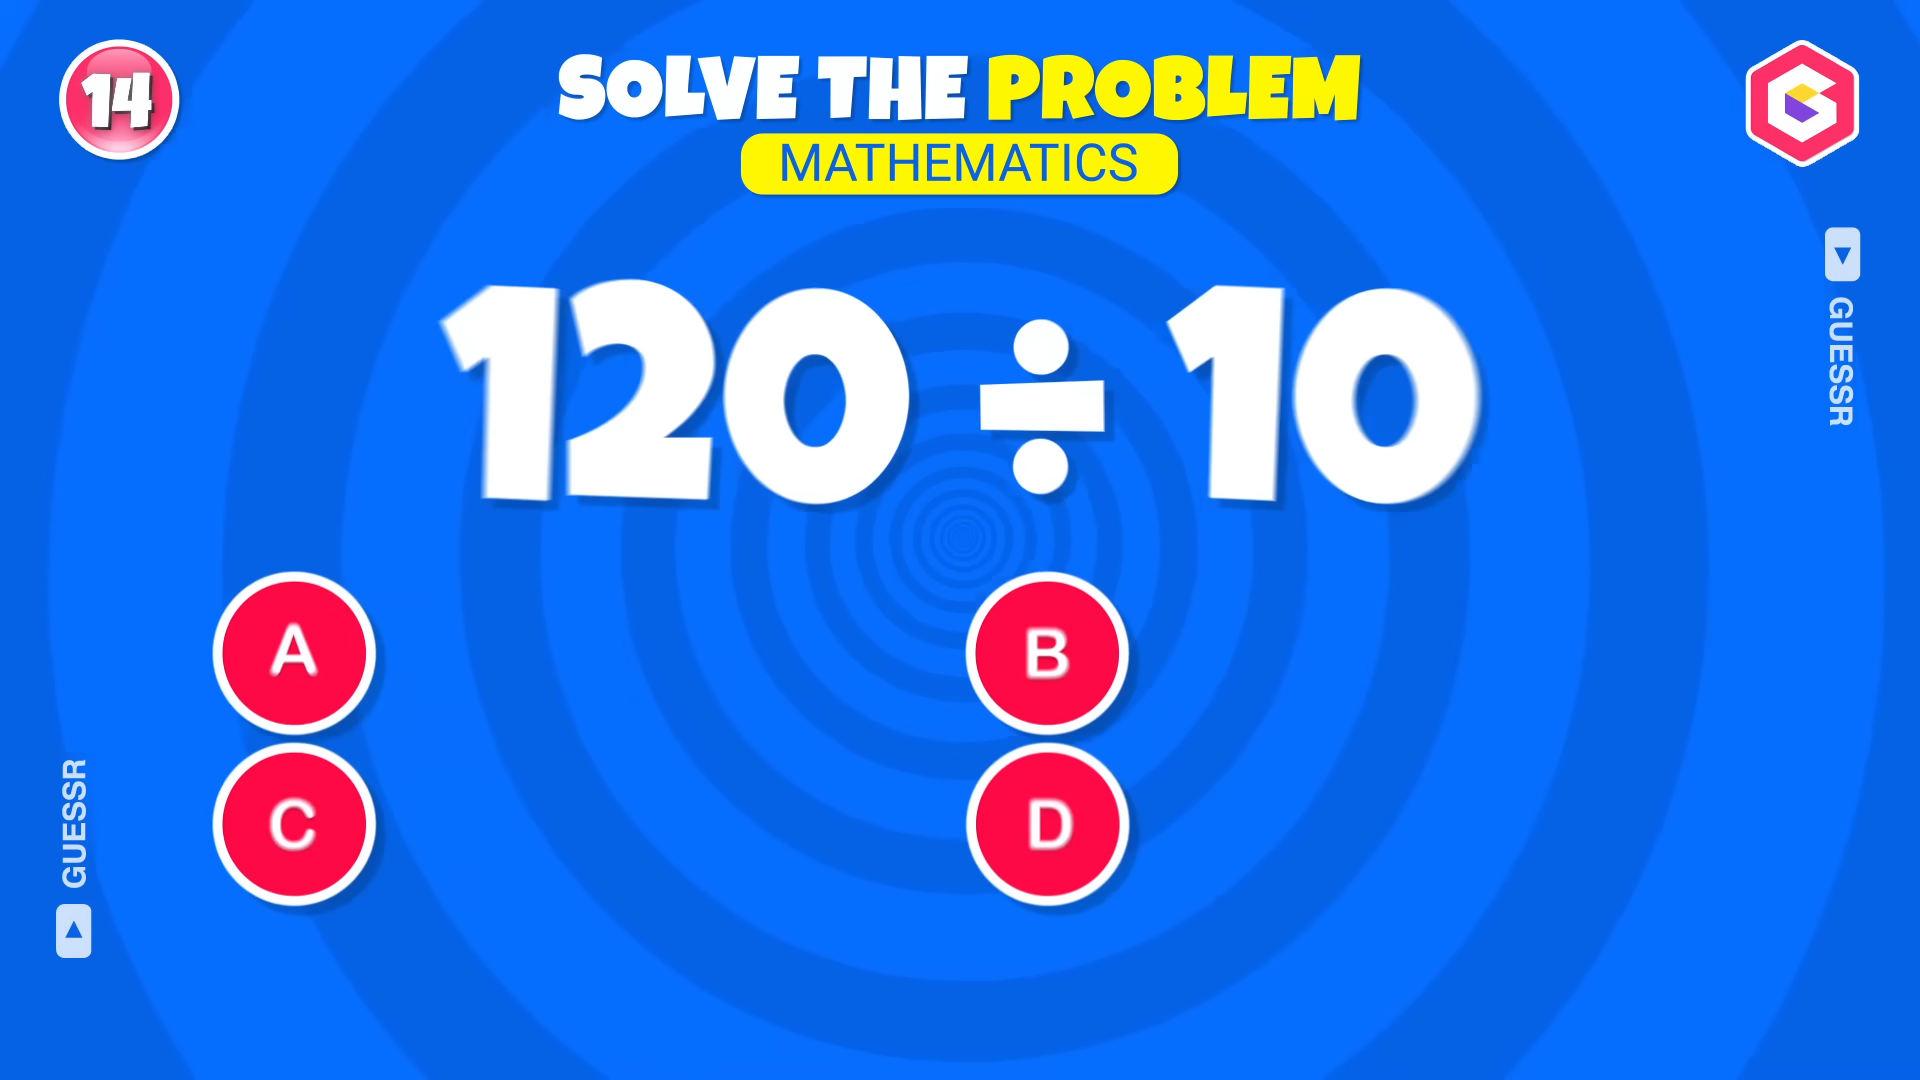 14
SOLVE THE PROBLEM
MATHEMATICS
GUESSR
120 ÷ 10
A
B
C
D
GUESSR